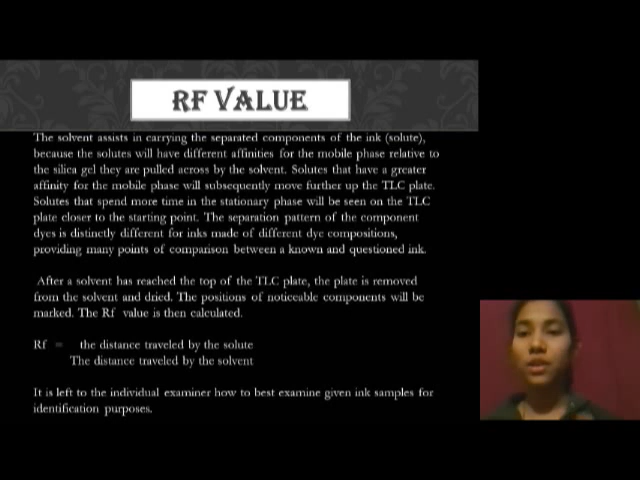 RF VALUE
The solvent assists in carrying the separated components of the ink (solute),
because the solutes will have different affinities for the mobile phase relative to
the silica gel they are pulled across by the solvent. Solutes that have a greater
affinity for the mobile phase will subsequently move further up the TLC plate.
Solutes that spend more time in the stationary phase will be seen on the TLC
plate closer to the starting point. The separation pattern of the component
dyes is distinctly different for inks made of different dye compositions,
providing many points of comparison between a known and questioned ink.
After a solvent has reached the top of the TLC plate, the plate is removed
from the solvent and dried. The positions of noticeable components will be
marked. The Rf value is then calculated.
Rf = the distance traveled by the solute
The distance traveled by the solvent
It is left to the individual examiner how to best examine given ink samples for
identification purposes.